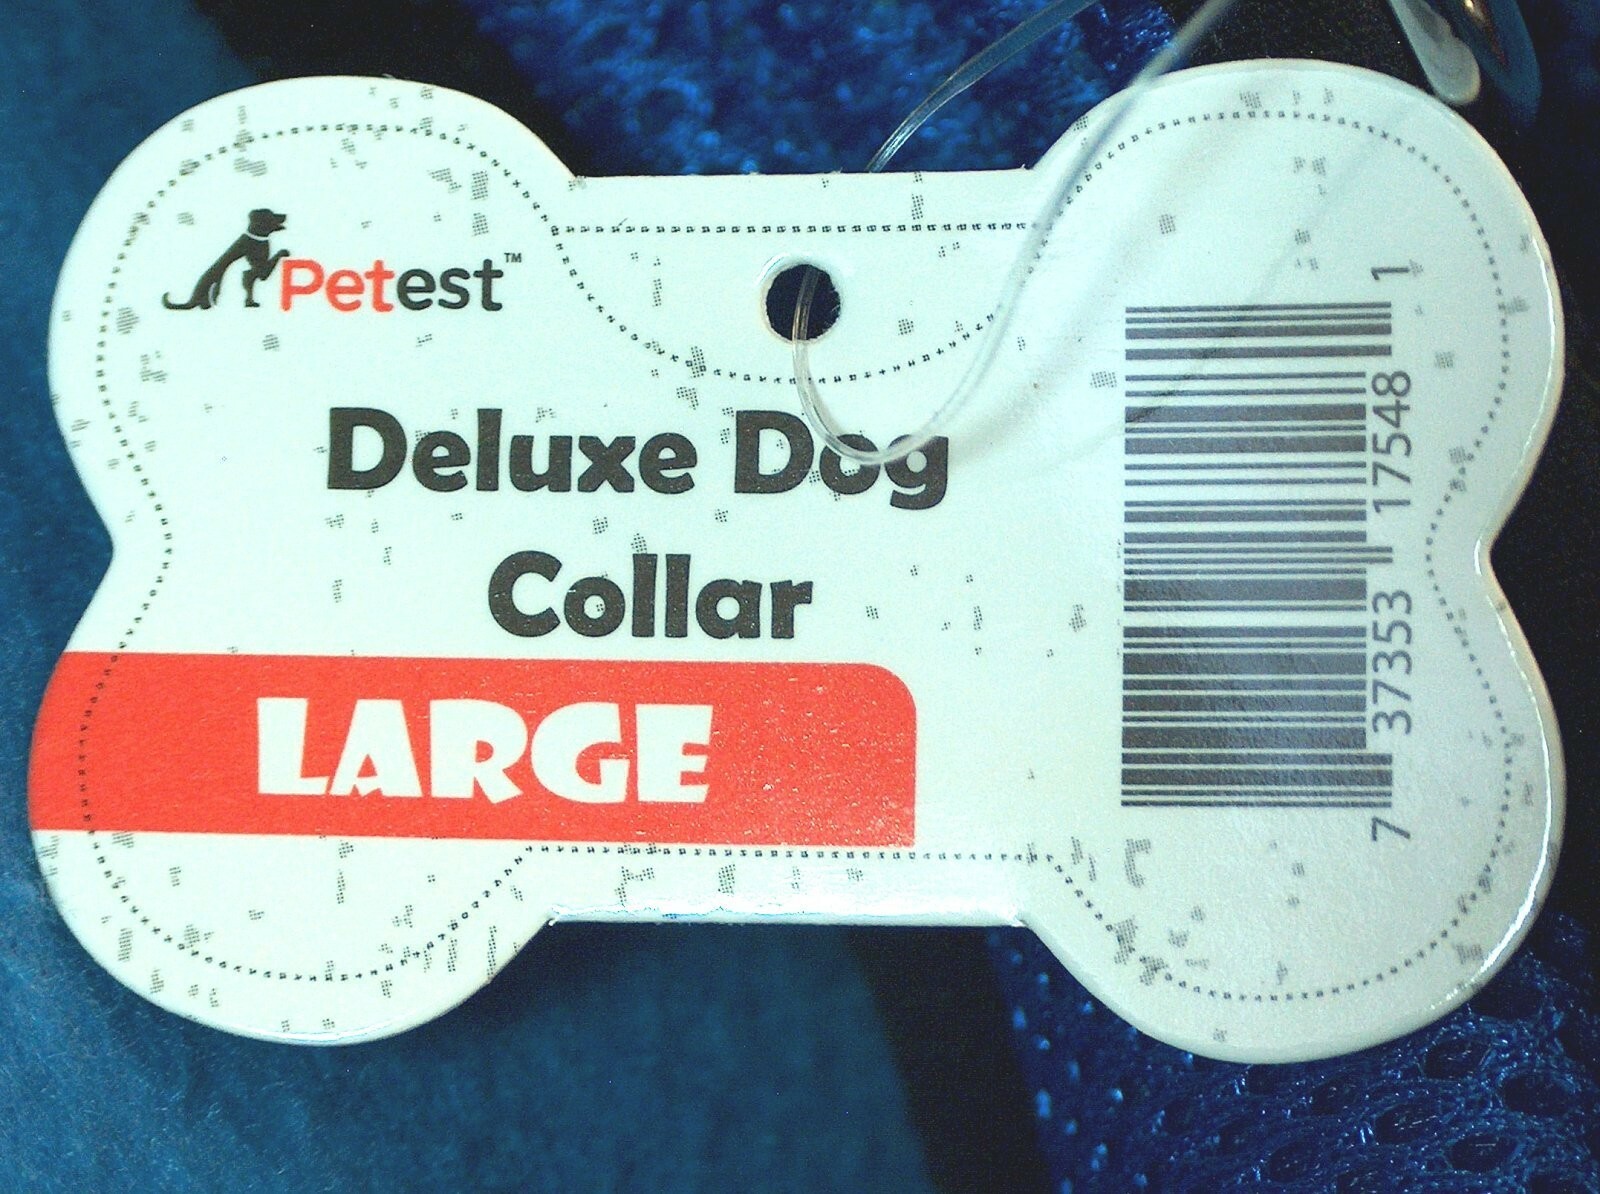 Petest™
Deluxe Dog
Collar
LARGE
7 37353 17548 1